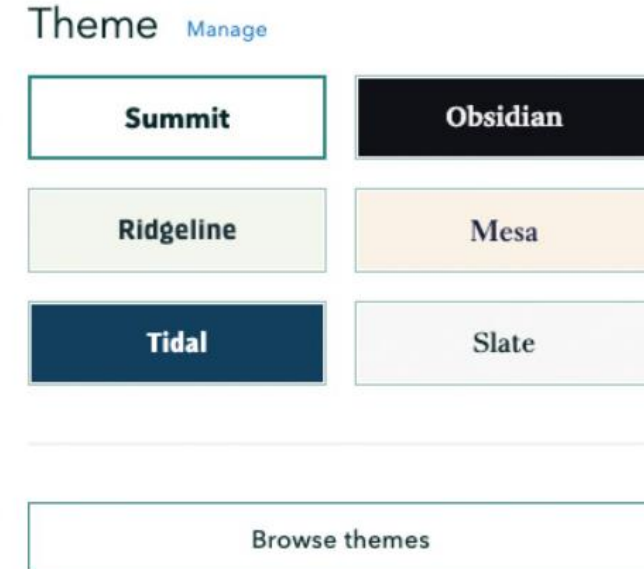 Theme Manage
Summit
Obsidian
Ridgeline
Mesa
Tidal
Slate
Browse themes